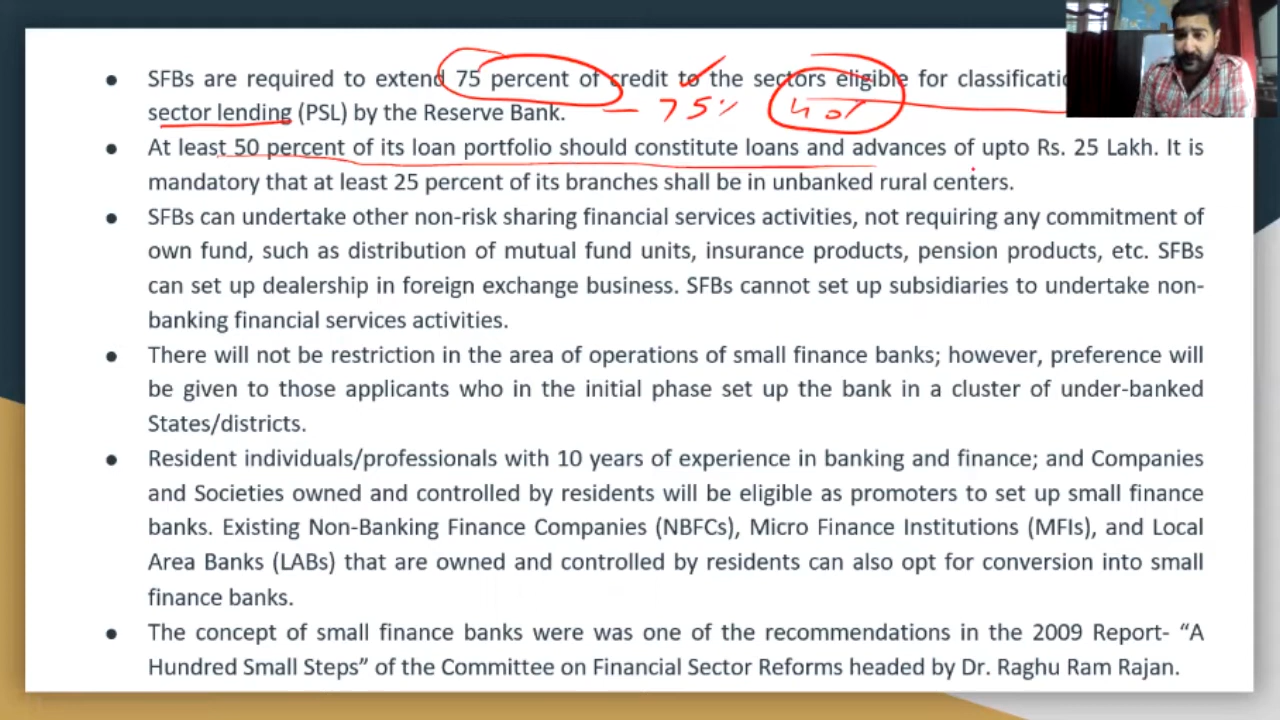 ● SFBs are required to extend 75 percent of credit to the sectors eligible for
sector lending (PSL) by the Reserve Bank. – 75% 40%
● At least 50 percent of its loan portfolio should constitute loans and advances of upto Rs. 25 Lakh. It is
mandatory that at least 25 percent of its branches shall be in unbanked rural centers.
● SFBs can undertake other non-risk sharing financial services activities, not requiring any commitment of
own fund, such as distribution of mutual fund units, insurance products, pension products, etc. SFBs
can set up dealership in foreign exchange business. SFBs cannot set up subsidiaries to undertake non-
banking financial services activities.
● There will not be restriction in the area of operations of small finance banks; however, preference will
be given to those applicants who in the initial phase set up the bank in a cluster of under-banked
States/districts.
● Resident individuals/professionals with 10 years of experience in banking and finance; and Companies
and Societies owned and controlled by residents will be eligible as promoters to set up small finance
banks. Existing Non-Banking Finance Companies (NBFCs), Micro Finance Institutions (MFIs), and Local
Area Banks (LABs) that are owned and controlled by residents can also opt for conversion into small
finance banks.
● The concept of small finance banks were was one of the recommendations in the 2009 Report- “A
Hundred Small Steps” of the Committee on Financial Sector Reforms headed by Dr. Raghu Ram Rajan.